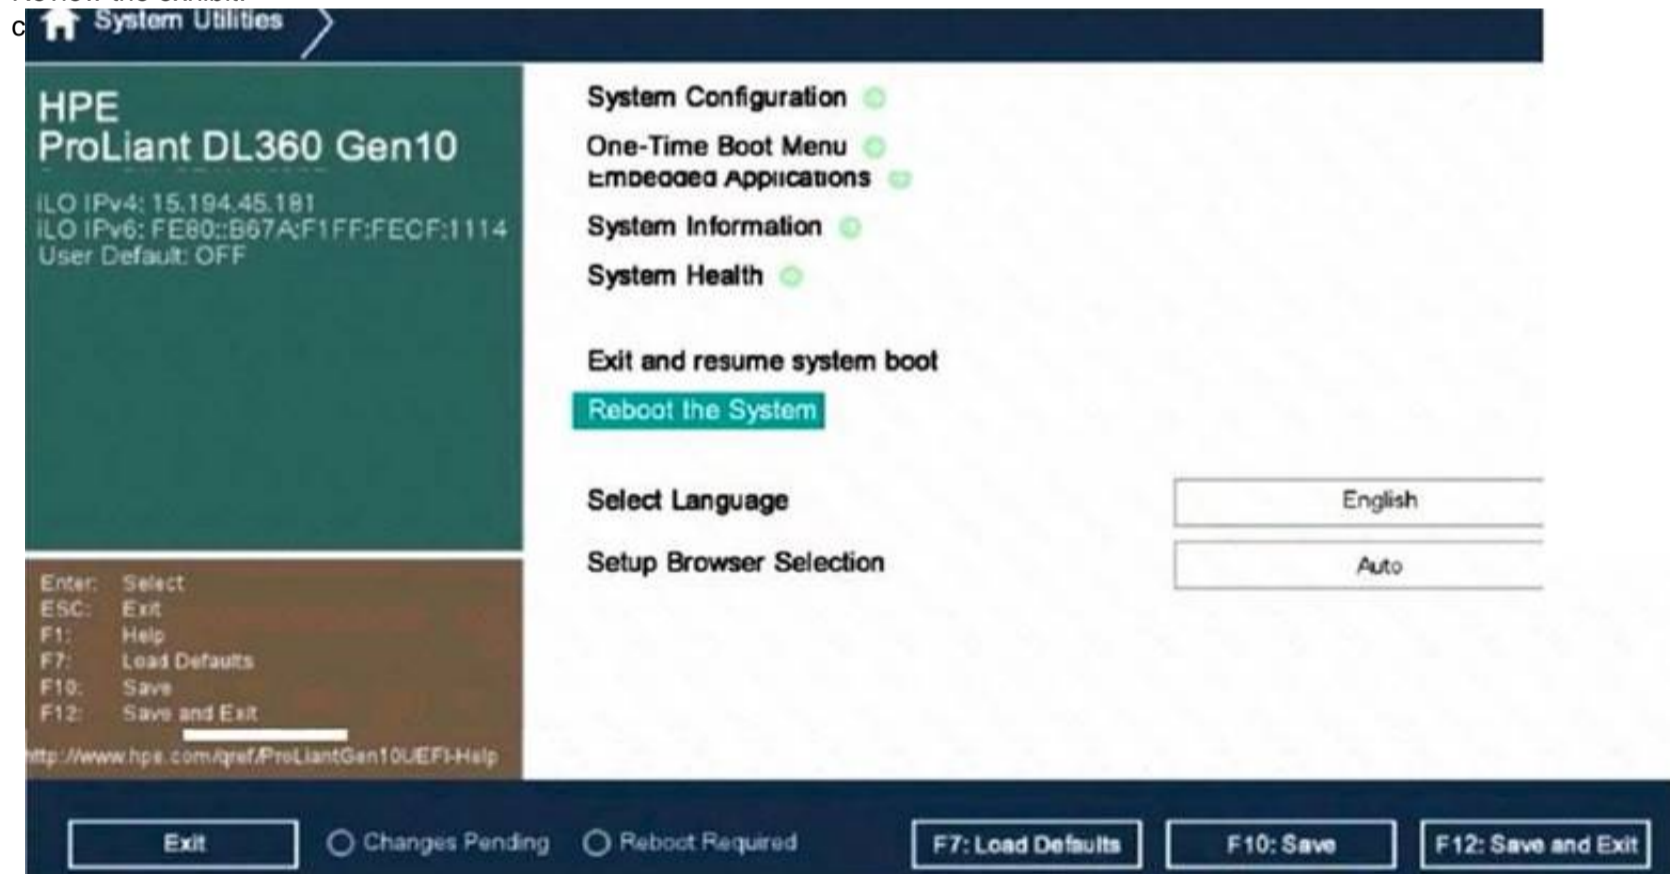 c
System Utilities
HPE
ProLiant DL360 Gen10
iLO IPv4: 15.194.45.181
iLO IPv6: FE80::B67A:F1FF:FECF:1114
User Default: OFF
System Configuration
One-Time Boot Menu
Embedded Applications
System Information
System Health
Exit and resume system boot
Reboot the System
Select Language English
Setup Browser Selection Auto
Enter: Select
ESC: Exit
F1: Help
F7: Load Defaults
F10: Save
F12: Save and Exit
http://www.hpe.com/qref/ProLiantGen10UEFI-Help
Exit Changes Pending Reboot Required F7: Load Defaults F10: Save F12: Save and Exit